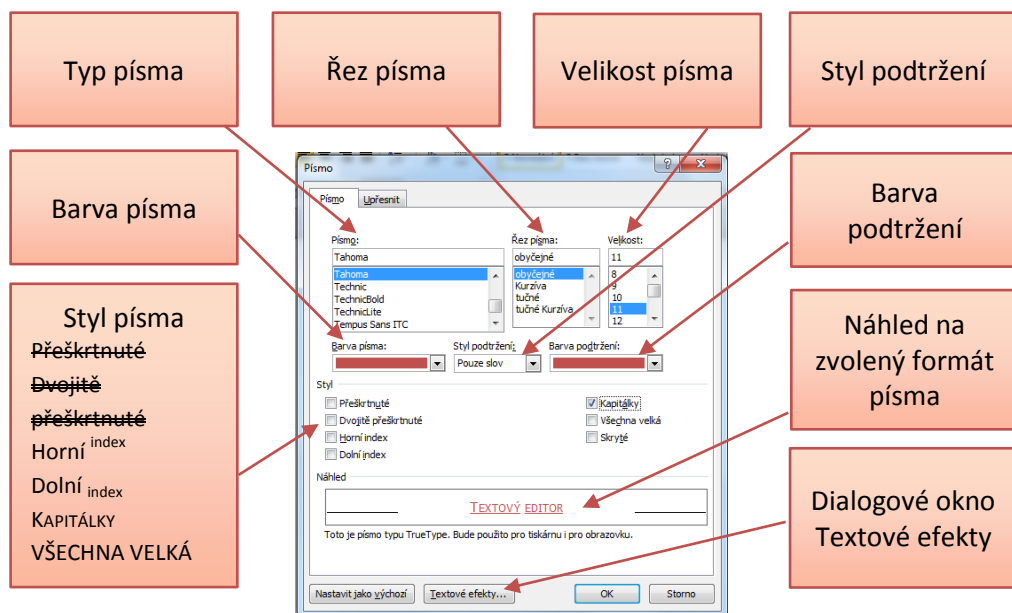 Typ písma
Řez písma
Velikost písma
Styl podtržení
Barva písma
Barva
podtržení
Styl písma
Přeškrtnuté
Dvojitě
přeškrtnuté
Horní index
Dolní index
KAPITÁLKY
VŠECHNA VELKÁ
Náhled na
zvolený formát
písma
Dialogové okno
Textové efekty
Písmo
Písmo Upřesnit
Písmo: Řez písma: Velikost:
Tahoma obyčejné 11
Tahoma obyčejné 8
Technic Kurzíva 9
TechnicBold tučné 10
TechnicLite tučné Kurzíva 11
Tempus Sans ITC 12
Barva písma: Styl podtržení: Barva podtržení:
Pouze slov
Styl
Přeškrtnuté Kapitálky
Dvojitě přeškrtnuté Všechna velká
Horní index Skryté
Dolní index
Náhled
TEXTOVÝ EDITOR
Toto je písmo typu TrueType. Bude použito pro tiskárnu i pro obrazovku.
Nastavit jako výchozí Textové efekty... OK Storno